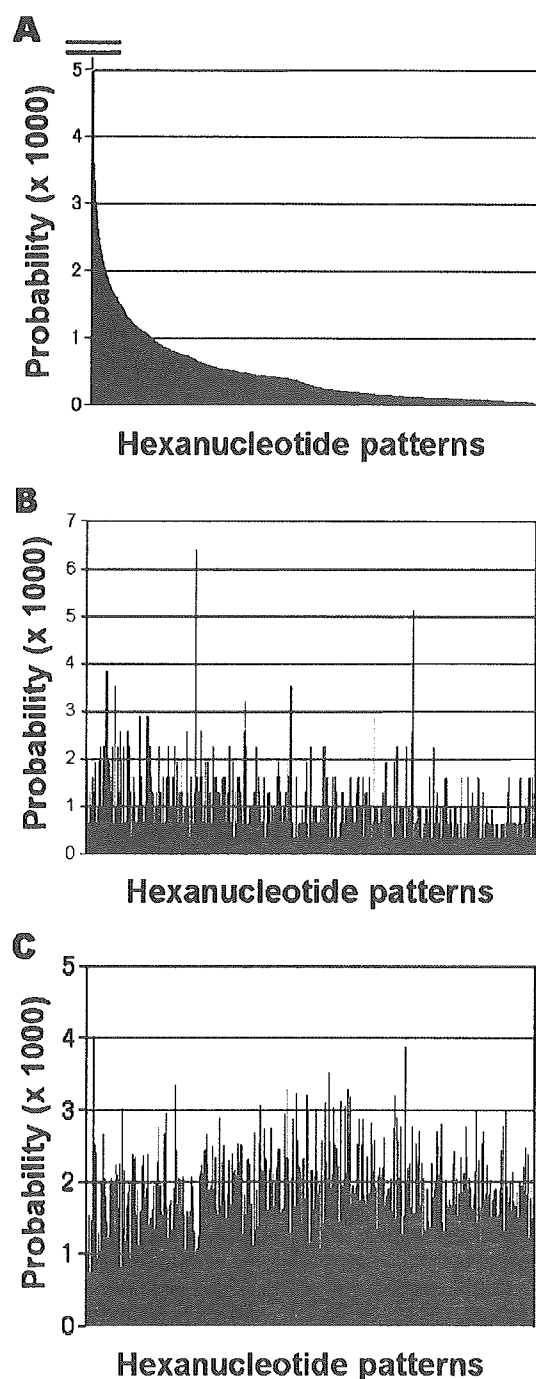 A
Probability (x 1000)
5
4
3
2
1
0
Hexanucleotide patterns
B
Probability (x 1000)
7
6
5
4
3
2
1
0
Hexanucleotide patterns
C
Probability (x 1000)
5
4
3
2
1
0
Hexanucleotide patterns